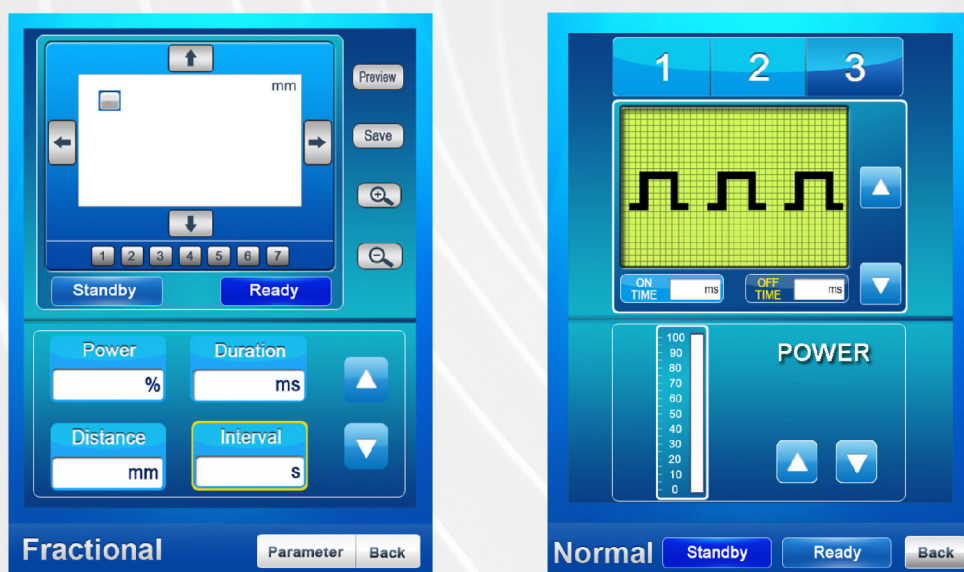 mm
Preview
Save
1 2 3 4 5 6 7
Standby Ready
Power Duration
% ms
Distance Interval
mm s
Fractional Parameter Back
1 2 3
ON TIME ms OFF TIME ms
100
90
80
70
60
50
40
30
20
10
0
POWER
Normal Standby Ready Back